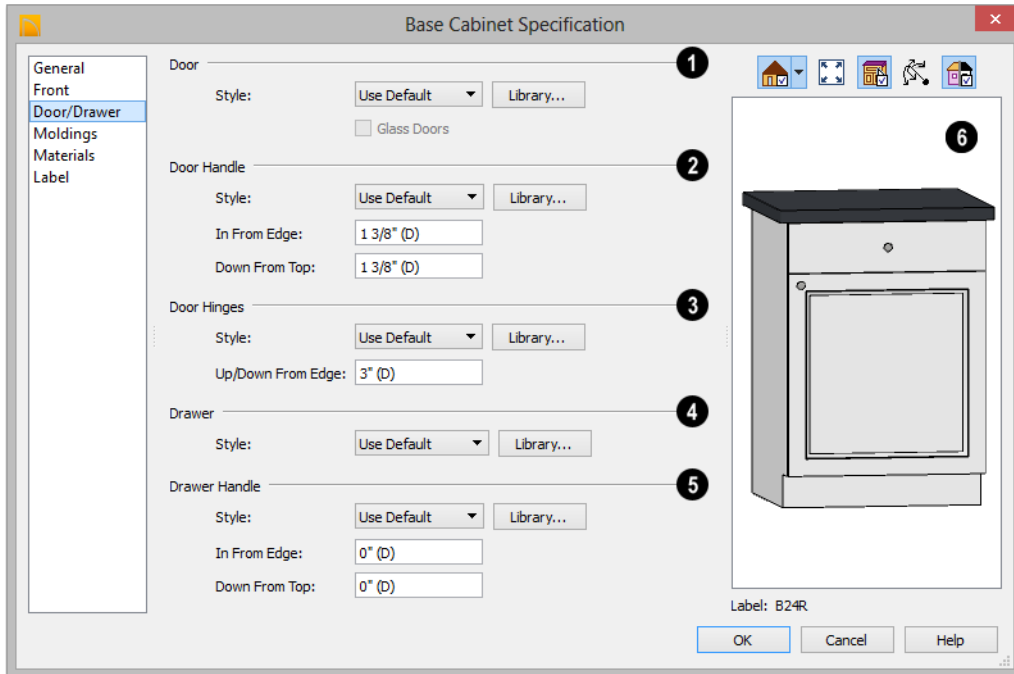 Base Cabinet Specification
General
Front
Door/Drawer
Moldings
Materials
Label
Door
1
Style: Use Default Library...
Glass Doors
Door Handle
2
Style: Use Default Library...
In From Edge: 1 3/8" (D)
Down From Top: 1 3/8" (D)
Door Hinges
3
Style: Use Default Library...
Up/Down From Edge: 3" (D)
Drawer
4
Style: Use Default Library...
Drawer Handle
5
Style: Use Default Library...
In From Edge: 0" (D)
Down From Top: 0" (D)
6
Label: B24R
OK Cancel Help